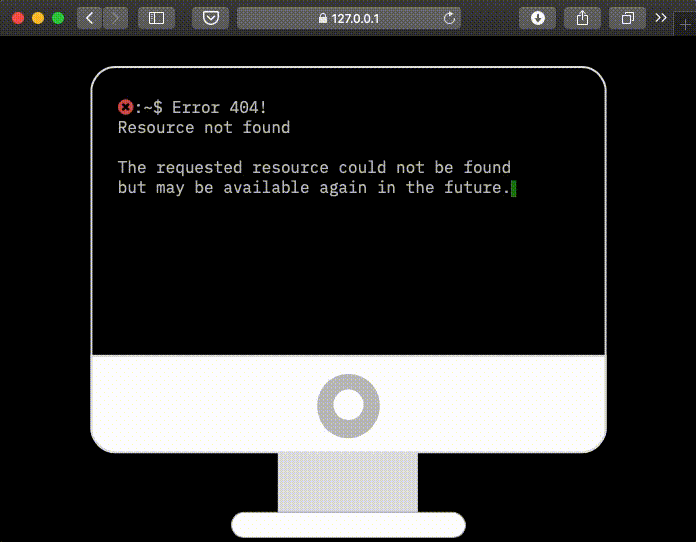 127.0.0.1
:~$ Error 404!
Resource not found
The requested resource could not be found
but may be available again in the future.